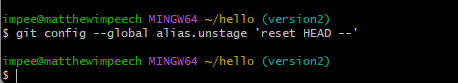 impee@matthewimpeech MINGW64 ~/hello (version2)
$ git config --global alias.unstage 'reset HEAD --'

impee@matthewimpeech MINGW64 ~/hello (version2)
$